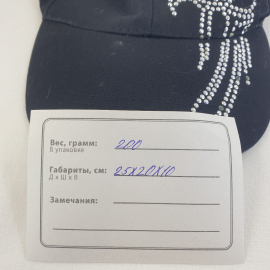 Вес, грамм: 200
В упаковке
Габариты, см: 25x20x10
Д х Ш х В
Замечания: